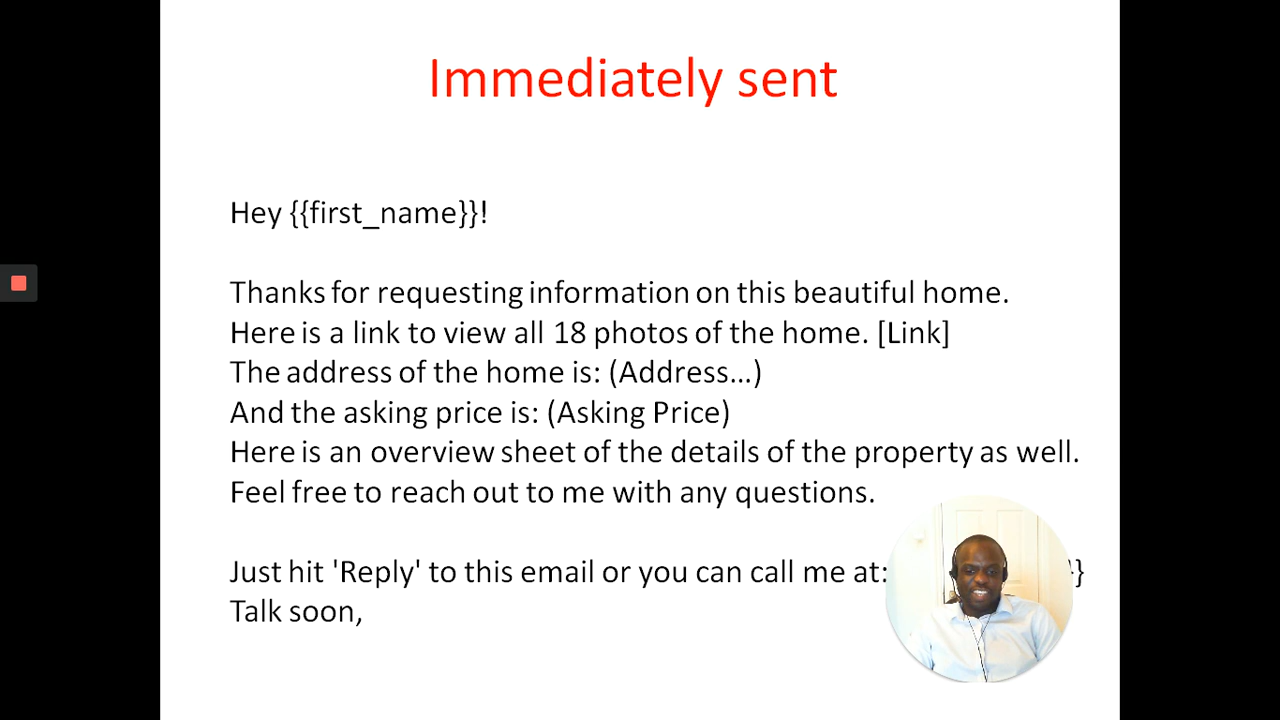 Immediately sent
Hey {{first_name}}!
Thanks for requesting information on this beautiful home.
Here is a link to view all 18 photos of the home. [Link]
The address of the home is: (Address...)
And the asking price is: (Asking Price)
Here is an overview sheet of the details of the property as well.
Feel free to reach out to me with any questions.
Just hit 'Reply' to this email or you can call me at: }}
Talk soon,